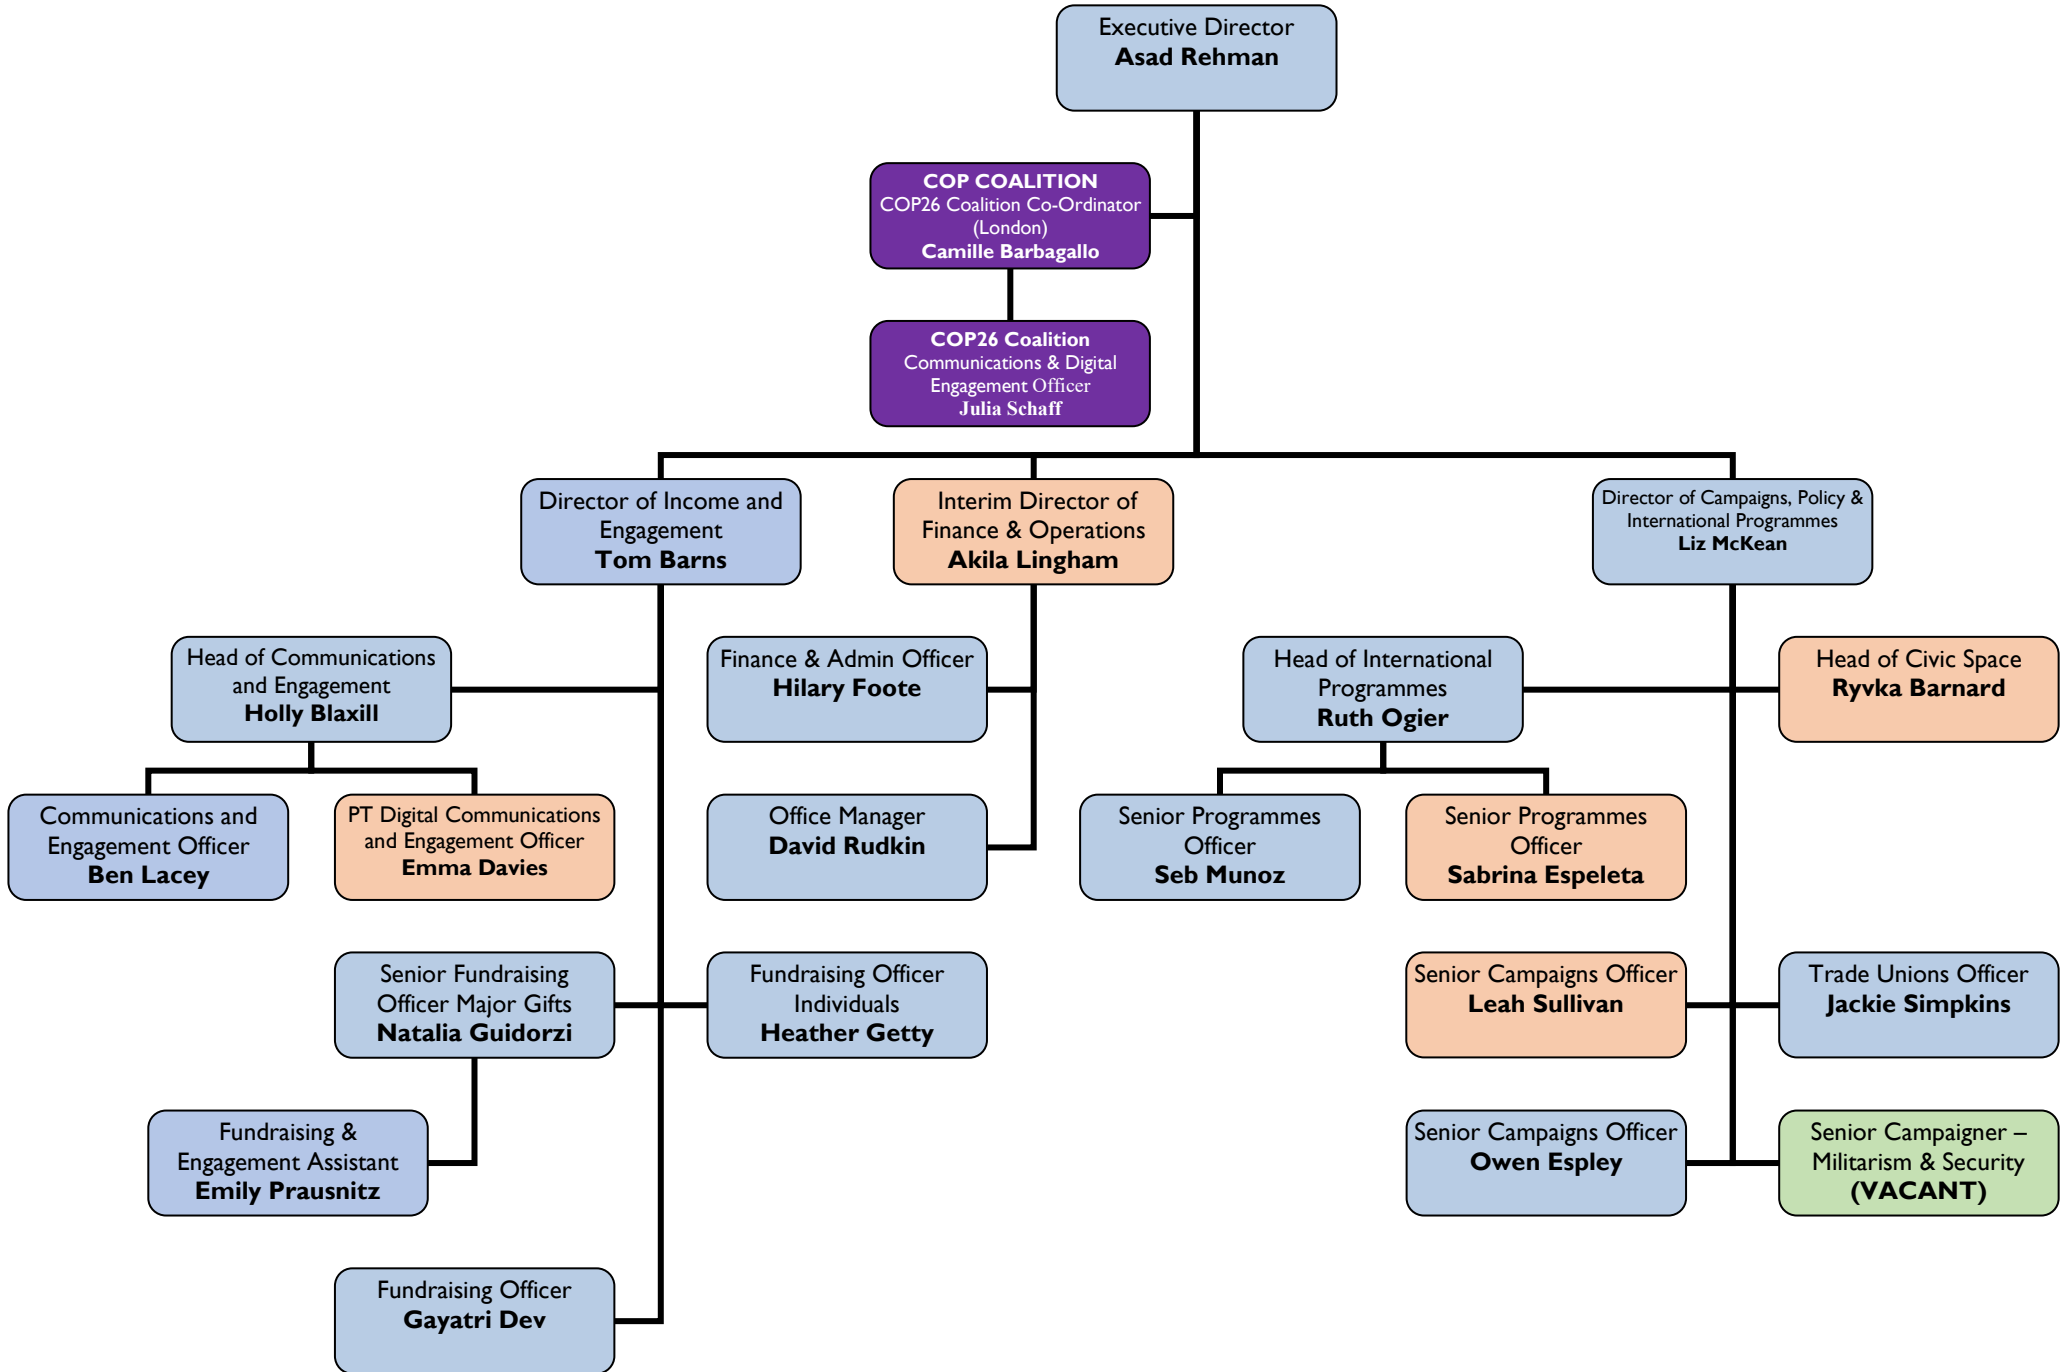 Executive Director
Asad Rehman
COP COALITION
COP26 Coalition Co-Ordinator
(London)
Camille Barbagallo
COP26 Coalition
Communications & Digital
Engagement Officer
Julia Schaff
Director of Income and
Engagement
Tom Barns
Interim Director of
Finance & Operations
Akila Lingham
Director of Campaigns, Policy &
International Programmes
Liz McKean
Head of Communications
and Engagement
Holly Blaxill
Finance & Admin Officer
Hilary Foote
Head of International
Programmes
Ruth Ogier
Head of Civic Space
Ryvka Barnard
Communications and
Engagement Officer
Ben Lacey
PT Digital Communications
and Engagement Officer
Emma Davies
Office Manager
David Rudkin
Senior Programmes
Officer
Seb Munoz
Senior Programmes
Officer
Sabrina Espeleta
Senior Fundraising
Officer Major Gifts
Natalia Guidorzi
Fundraising Officer
Individuals
Heather Getty
Senior Campaigns Officer
Leah Sullivan
Trade Unions Officer
Jackie Simpkins
Fundraising &
Engagement Assistant
Emily Prausnitz
Senior Campaigns Officer
Owen Espley
Senior Campaigner –
Militarism & Security
(VACANT)
Fundraising Officer
Gayatri Dev